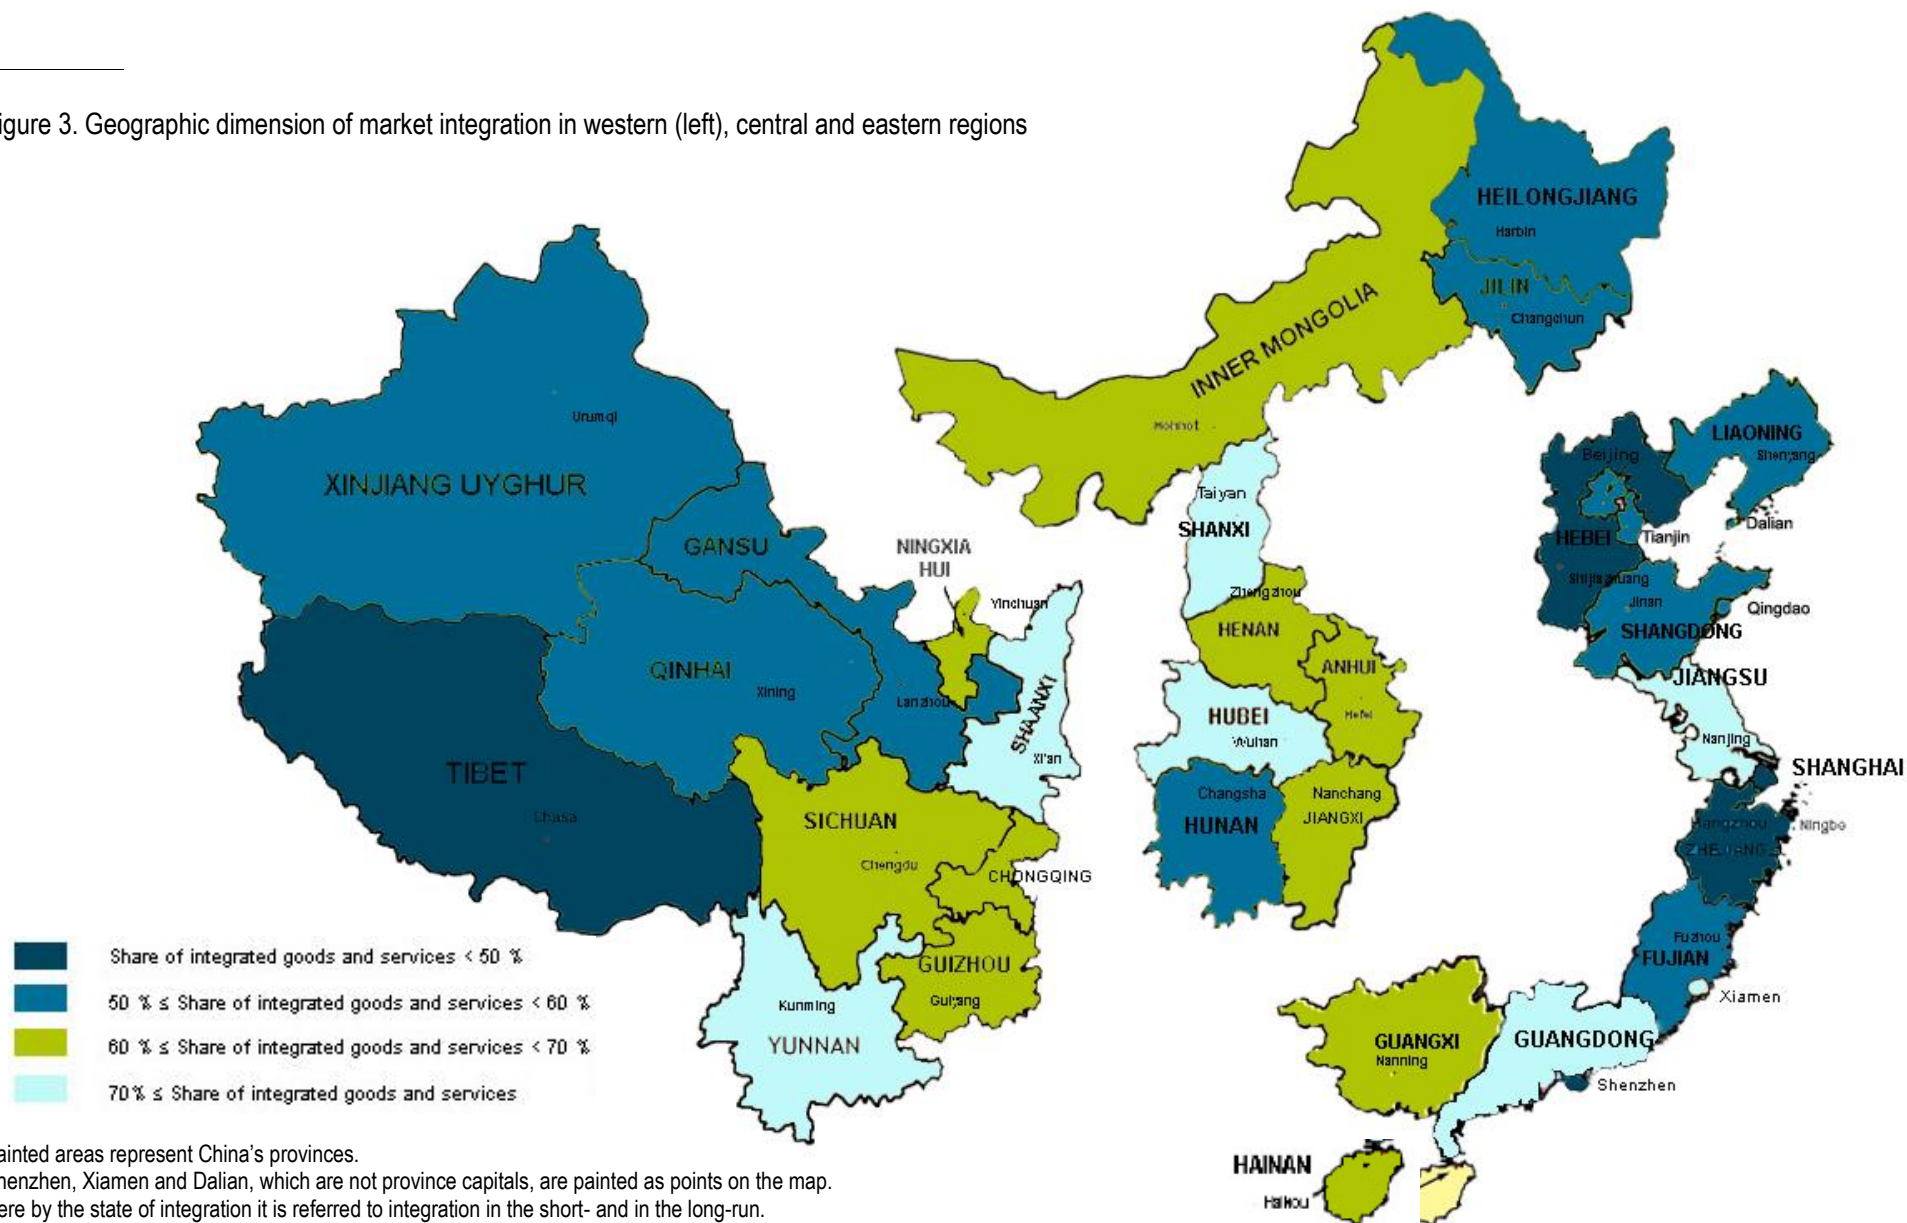 igure 3. Geographic dimension of market integration in western (left), central and eastern regions
HEILONGJIANG
Harbin
JILIN
Changchun
INNER MONGOLIA
Hohhot
XINJIANG UYGHUR
Urumqi
GANSU
NINGXIA
HUI
Yinchuan
QINHAI
Xining
Lanzhou
SHAANXI
Xi'an
TIBET
Lhasa
SICHUAN
Chengdu
CHONGQING
GUIZHOU
Guiyang
Kunming
YUNNAN
Taiyan
SHANXI
Zhengzhou
HENAN
ANHUI
Hefei
HUBEI
Wuhan
Changsha
HUNAN
Nanchang
JIANGXI
LIAONING
Shenyang
Dalian
Beijing
HEBEI
Tianjin
Shijiazhuang
Jinan
Qingdao
SHANGDONG
JIANGSU
Nanjing
SHANGHAI
Hangzhou
Ningbo
ZHEJIANG
Fuzhou
FUJIAN
Xiamen
GUANGXI
Nanning
GUANGDONG
Shenzhen
HAINAN
Haikou
Share of integrated goods and services < 50 %
50 % ≤ Share of integrated goods and services < 60 %
60 % ≤ Share of integrated goods and services < 70 %
70% ≤ Share of integrated goods and services
ainted areas represent China's provinces.
henzhen, Xiamen and Dalian, which are not province capitals, are painted as points on the map.
ere by the state of integration it is referred to integration in the short- and in the long-run.